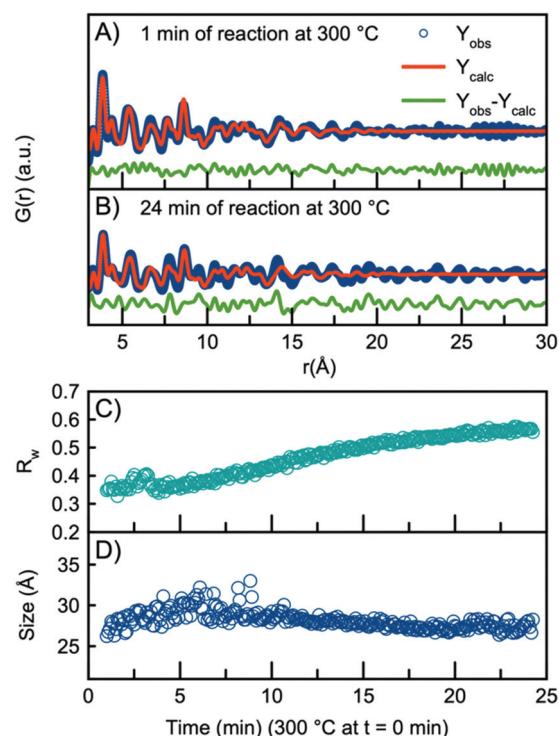 A) 1 min of reaction at 300 °C
Yobs
Ycalc
Yobs-Ycalc
G(r) (a.u.)
B) 24 min of reaction at 300 °C
5 10 15 20 25 30
r(Å)
C)
0.7
0.6
0.5
0.4
0.3
0.2
Rw
D)
35
30
25
Size (Å)
0 5 10 15 20 25
Time (min) (300 °C at t = 0 min)